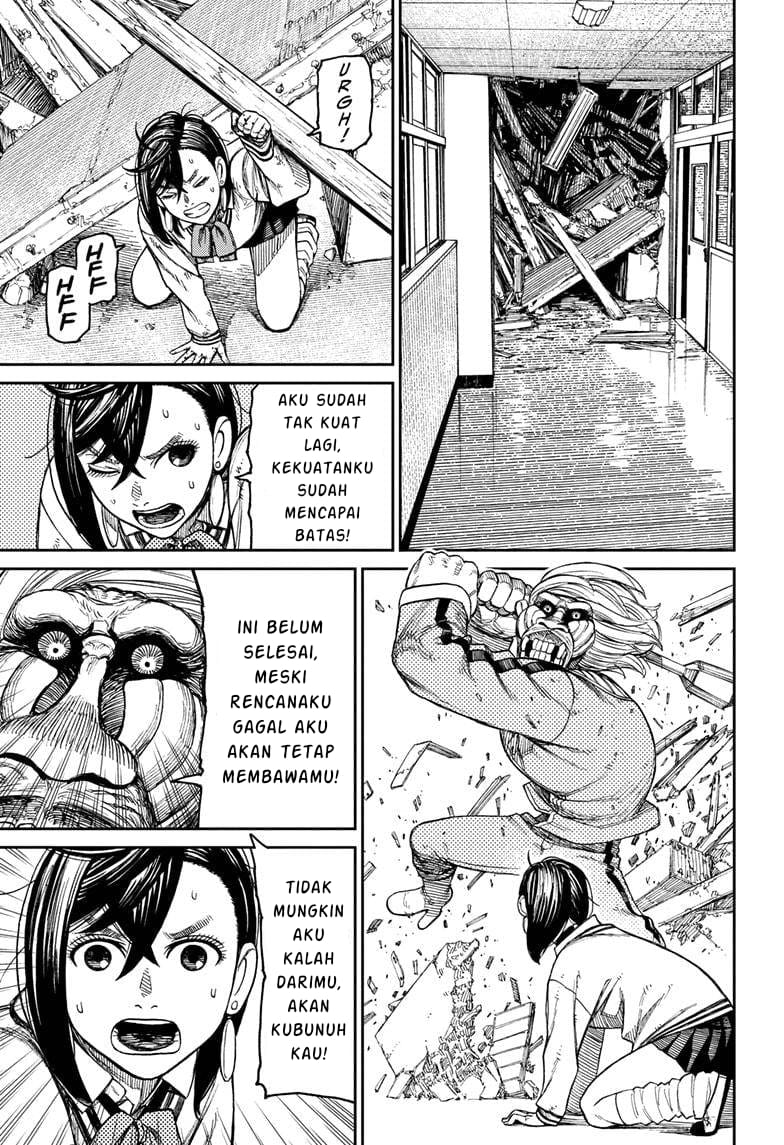 URGH!
HFF
HFF
AKU SUDAH
TAK KUAT
LAGI,
KEKUATANKU
SUDAH
MENCAPAI
BATAS!
INI BELUM
SELESAI,
MESKI
RENCANAKU
GAGAL AKU
AKAN TETAP
MEMBAWAMU!
TIDAK
MUNGKIN
AKU
KALAH
DARIMU,
AKAN
KUBUNUH
KAU!